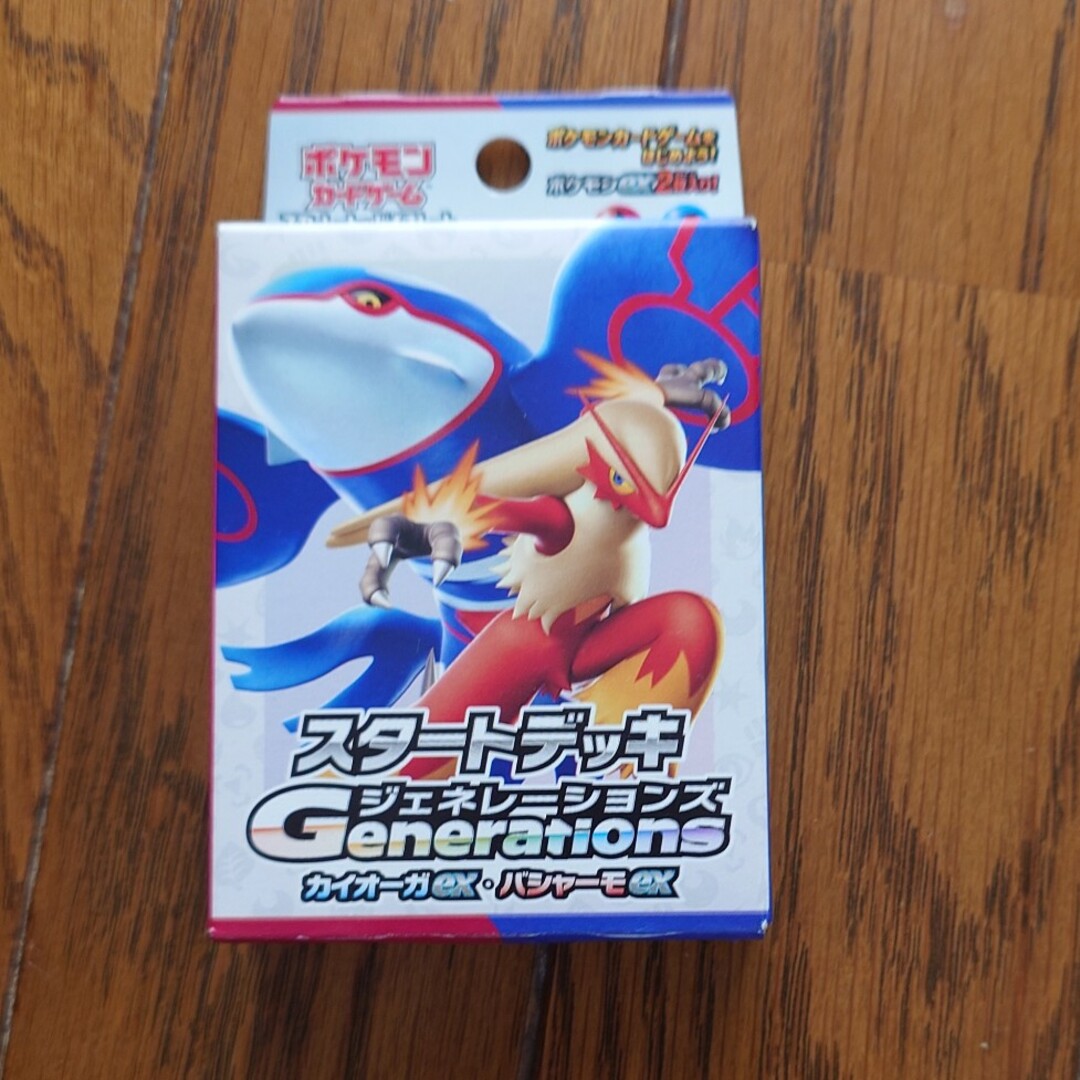 ポケモンカードゲームを
はじめよう!
ポケモン
カードゲーム
ポケモンex2種入り!
スタートデッキ
ジェネレーションズ
Generations
カイオーガex・バシャーモex